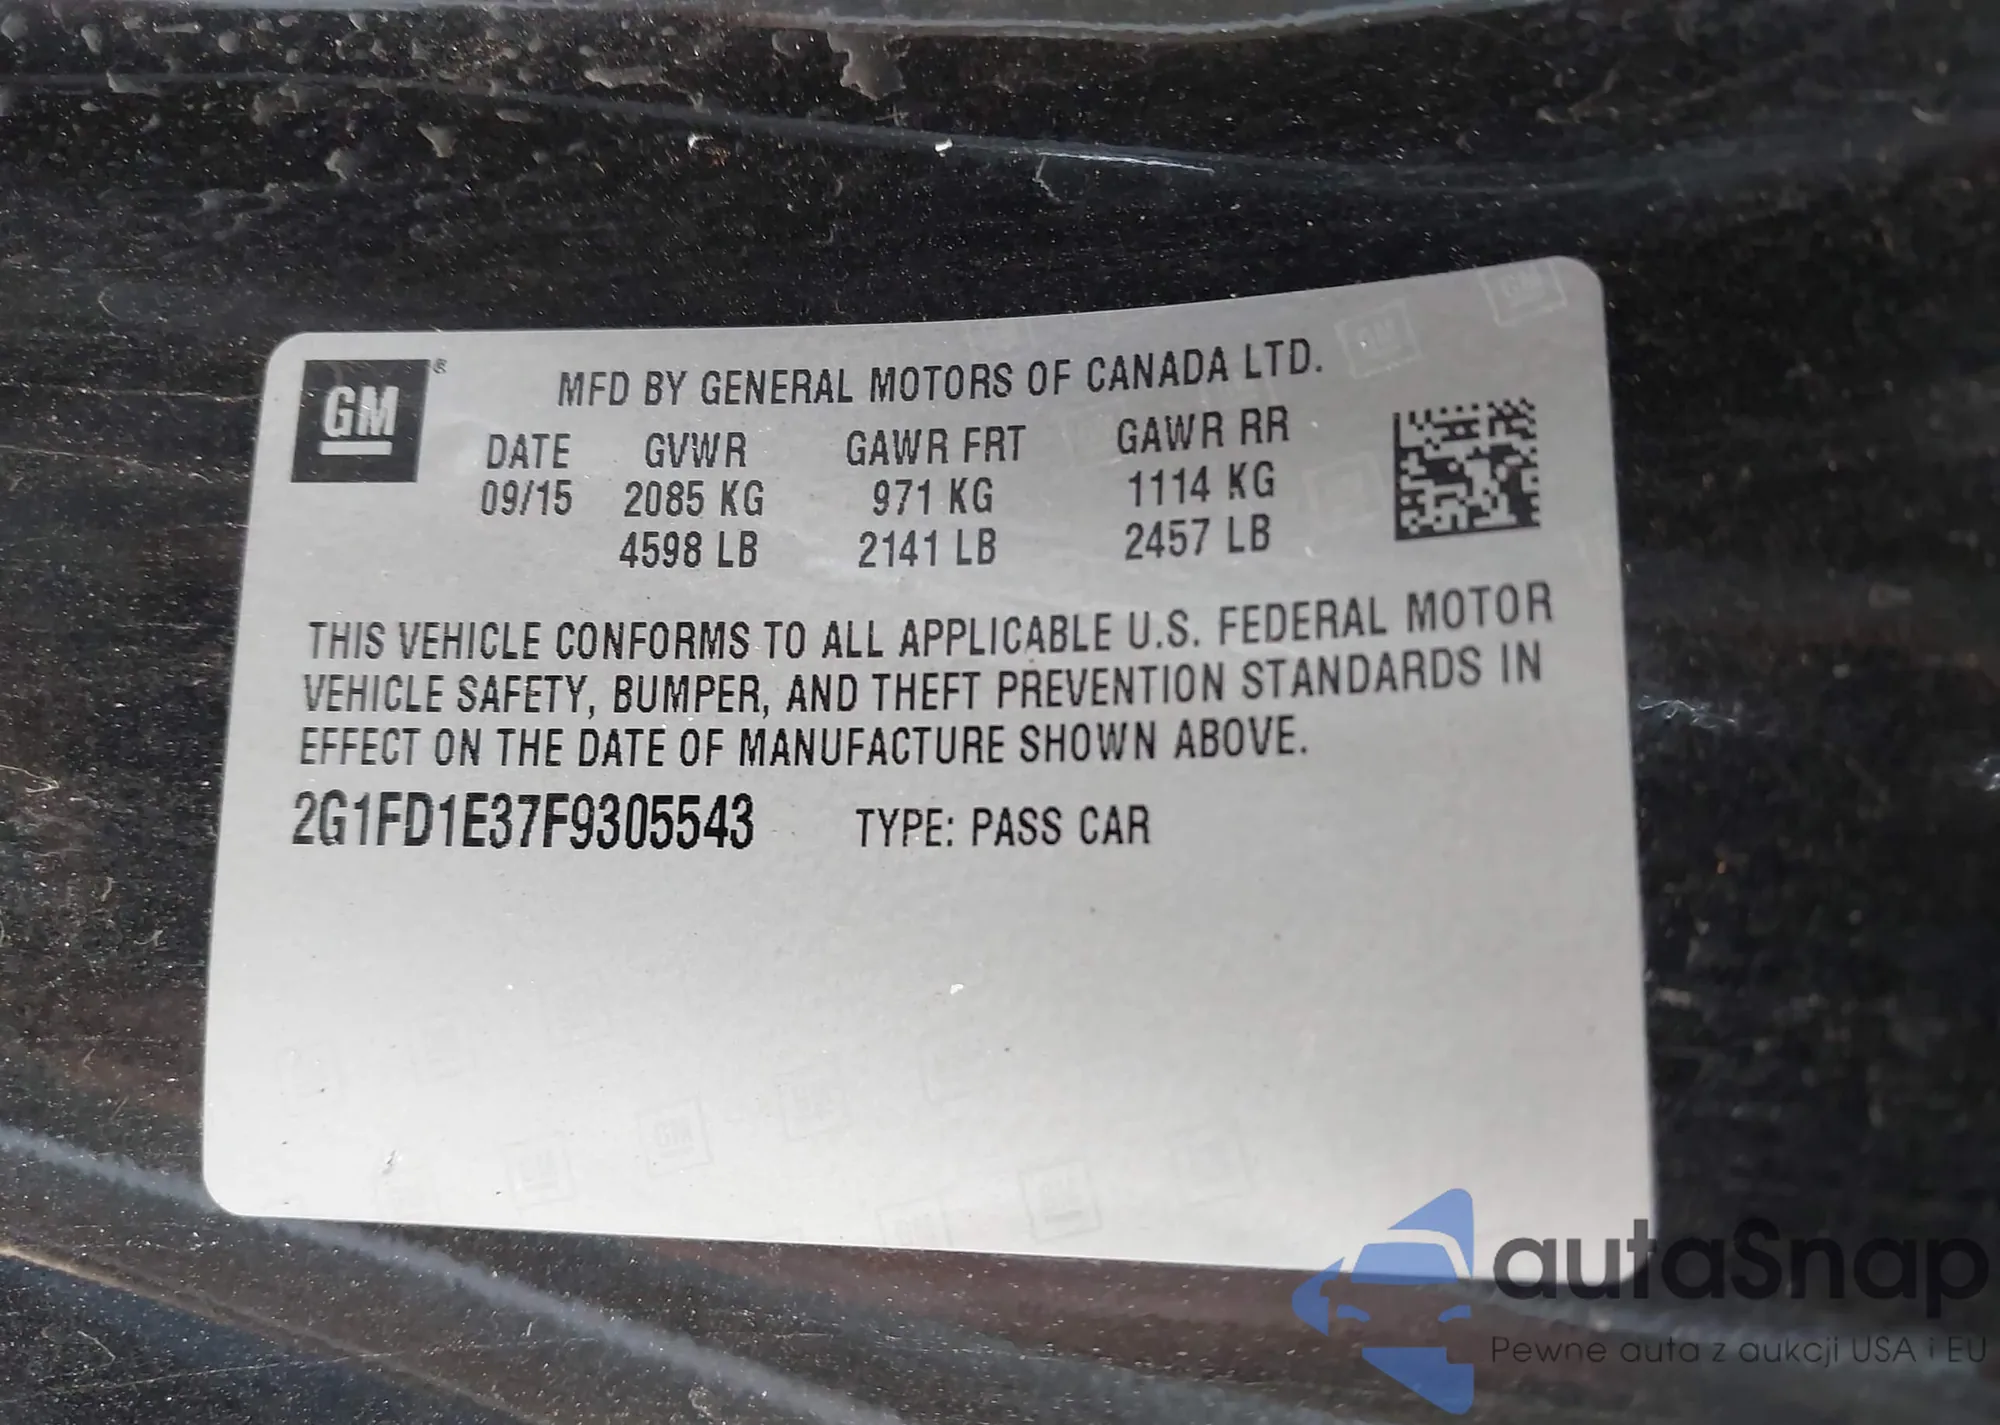 GM®
MFD BY GENERAL MOTORS OF CANADA LTD.
DATE GVWR GAWR FRT GAWR RR
09/15 2085 KG 971 KG 1114 KG
4598 LB 2141 LB 2457 LB
THIS VEHICLE CONFORMS TO ALL APPLICABLE U.S. FEDERAL MOTOR
VEHICLE SAFETY, BUMPER, AND THEFT PREVENTION STANDARDS IN
EFFECT ON THE DATE OF MANUFACTURE SHOWN ABOVE.
2G1FD1E37F9305543 TYPE: PASS CAR
autaSnap
Pewne auta z aukcji USA i EU